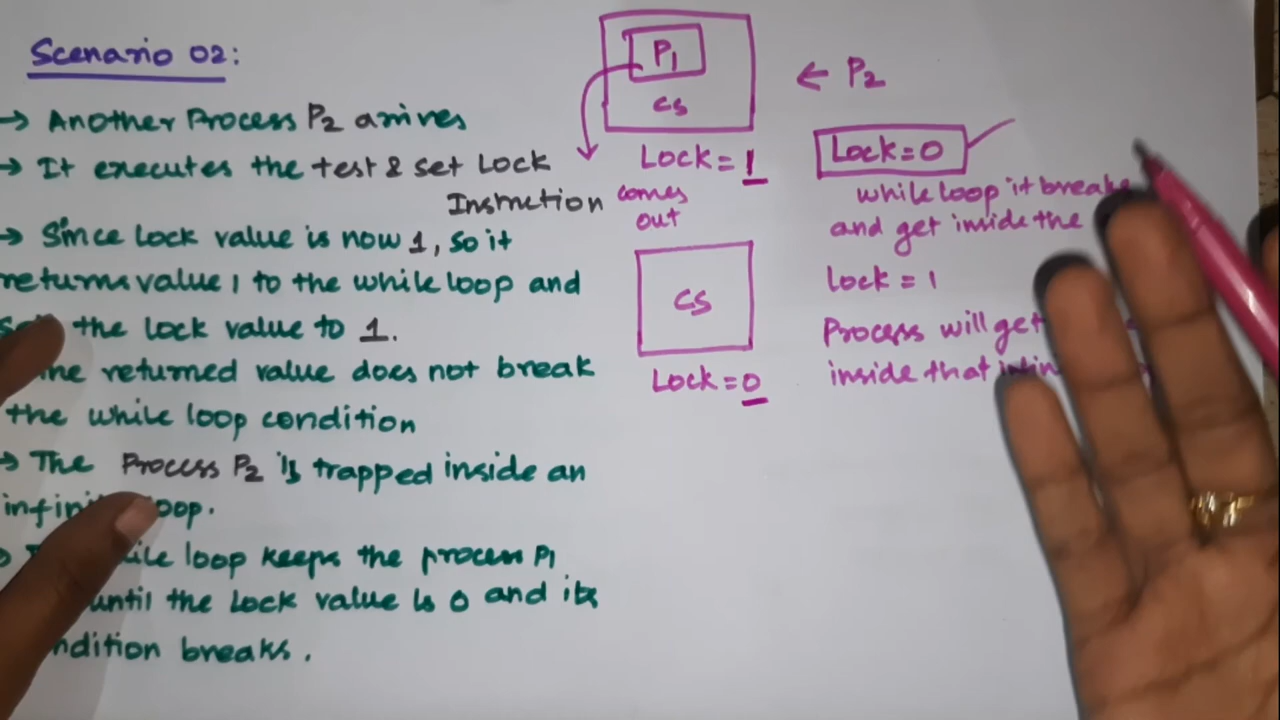 Scenario 02:
→ Another Process P2 arrives
→ It executes the test & set Lock
Instruction
→ Since lock value is now 1, so it
returns value 1 to the while loop and
the lock value to 1.
returned value does not break
the while loop condition
→ The Process P2 is trapped inside an
loop.
loop keeps the process P1
until the lock value is 0 and its
breaks.
P1
CS
Lock = 1
comes
out
CS
Lock = 0
← P2
Lock = 0
while loop it breaks
and get inside the
lock = 1
Process will get
inside that